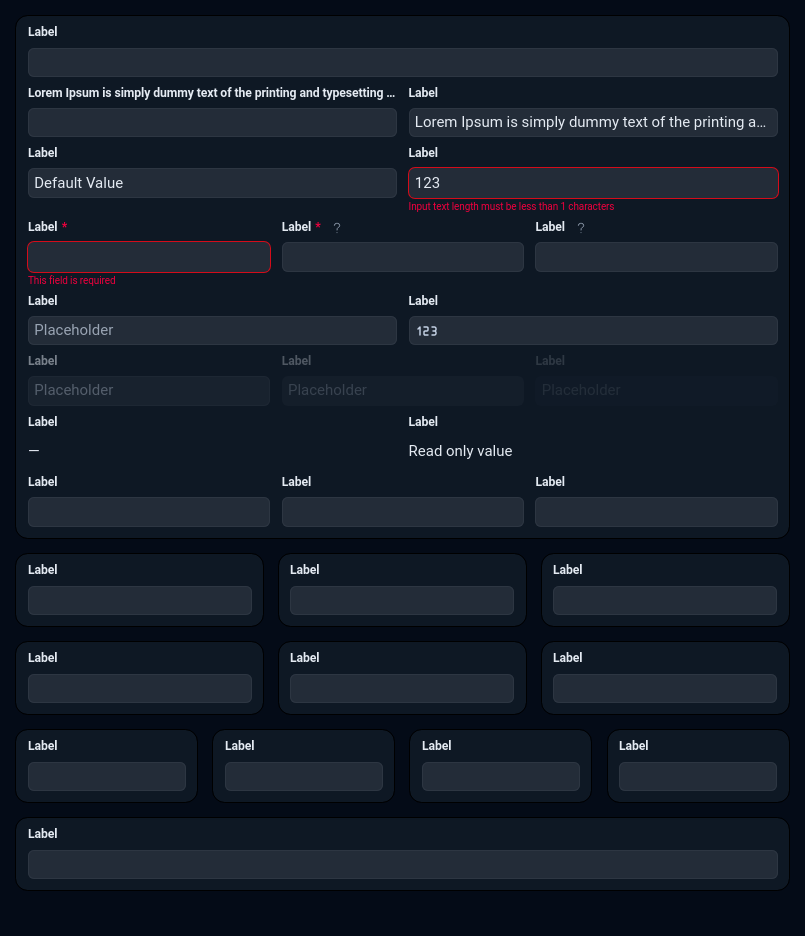 Label
Lorem Ipsum is simply dummy text of the printing and typesetting ...
Label
Lorem Ipsum is simply dummy text of the printing a...
Label
Label
Default Value
123
Input text length must be less than 1 characters
Label *
Label * ?
Label ?
This field is required
Label
Label
Placeholder
123
Label
Label
Label
Placeholder
Placeholder
Placeholder
Label
Label
—
Read only value
Label
Label
Label
Label
Label
Label
Label
Label
Label
Label
Label
Label
Label
Label